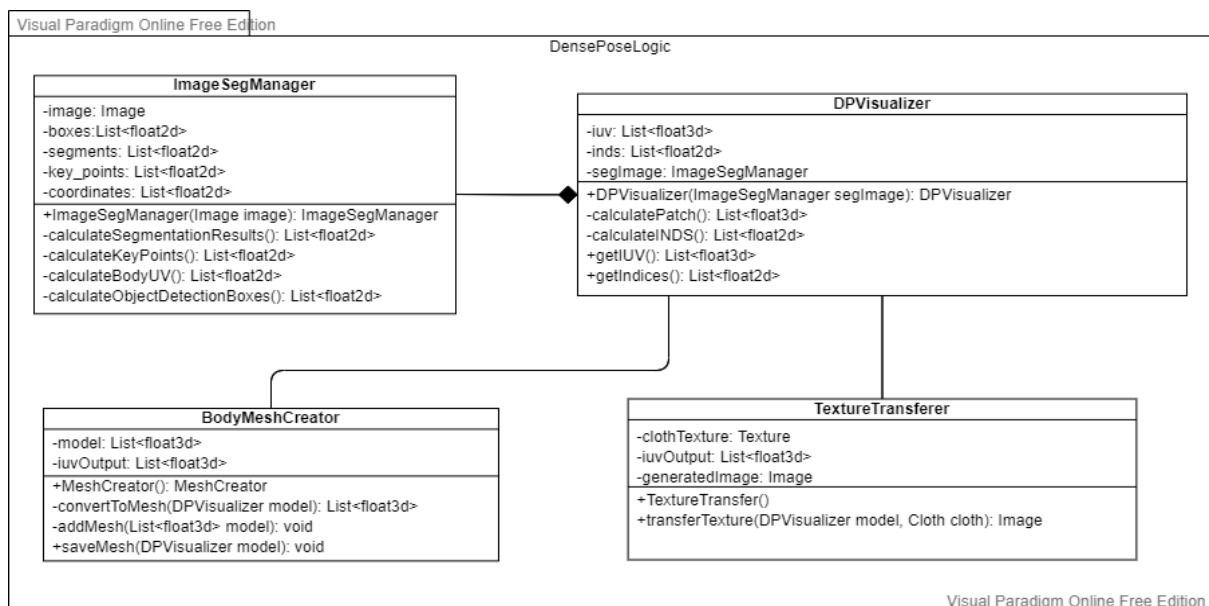 Visual Paradigm Online Free Edition
DensePoseLogic
ImageSegManager
-image: Image
-boxes:List<float2d>
-segments: List<float2d>
-key_points: List<float2d>
-coordinates: List<float2d>
+ImageSegManager(Image image): ImageSegManager
-calculateSegmentationResults(): List<float2d>
-calculateKeyPoints(): List<float2d>
-calculateBodyUV(): List<float2d>
-calculateObjectDetectionBoxes(): List<float2d>
DPVisualizer
-iuv: List<float3d>
-inds: List<float2d>
-segImage: ImageSegManager
+DPVisualizer(ImageSegManager segImage): DPVisualizer
-calculatePatch(): List<float3d>
-calculateINDS(): List<float2d>
+getIUV(): List<float3d>
+getIndices(): List<float2d>
BodyMeshCreator
-model: List<float3d>
-iuvOutput: List<float3d>
+MeshCreator(): MeshCreator
-convertToMesh(DPVisualizer model): List<float3d>
-addMesh(List<float3d> model): void
+saveMesh(DPVisualizer model): void
TextureTransferer
-clothTexture: Texture
-iuvOutput: List<float3d>
-generatedImage: Image
+TextureTransfer()
+transferTexture(DPVisualizer model, Cloth cloth): Image
Visual Paradigm Online Free Edition